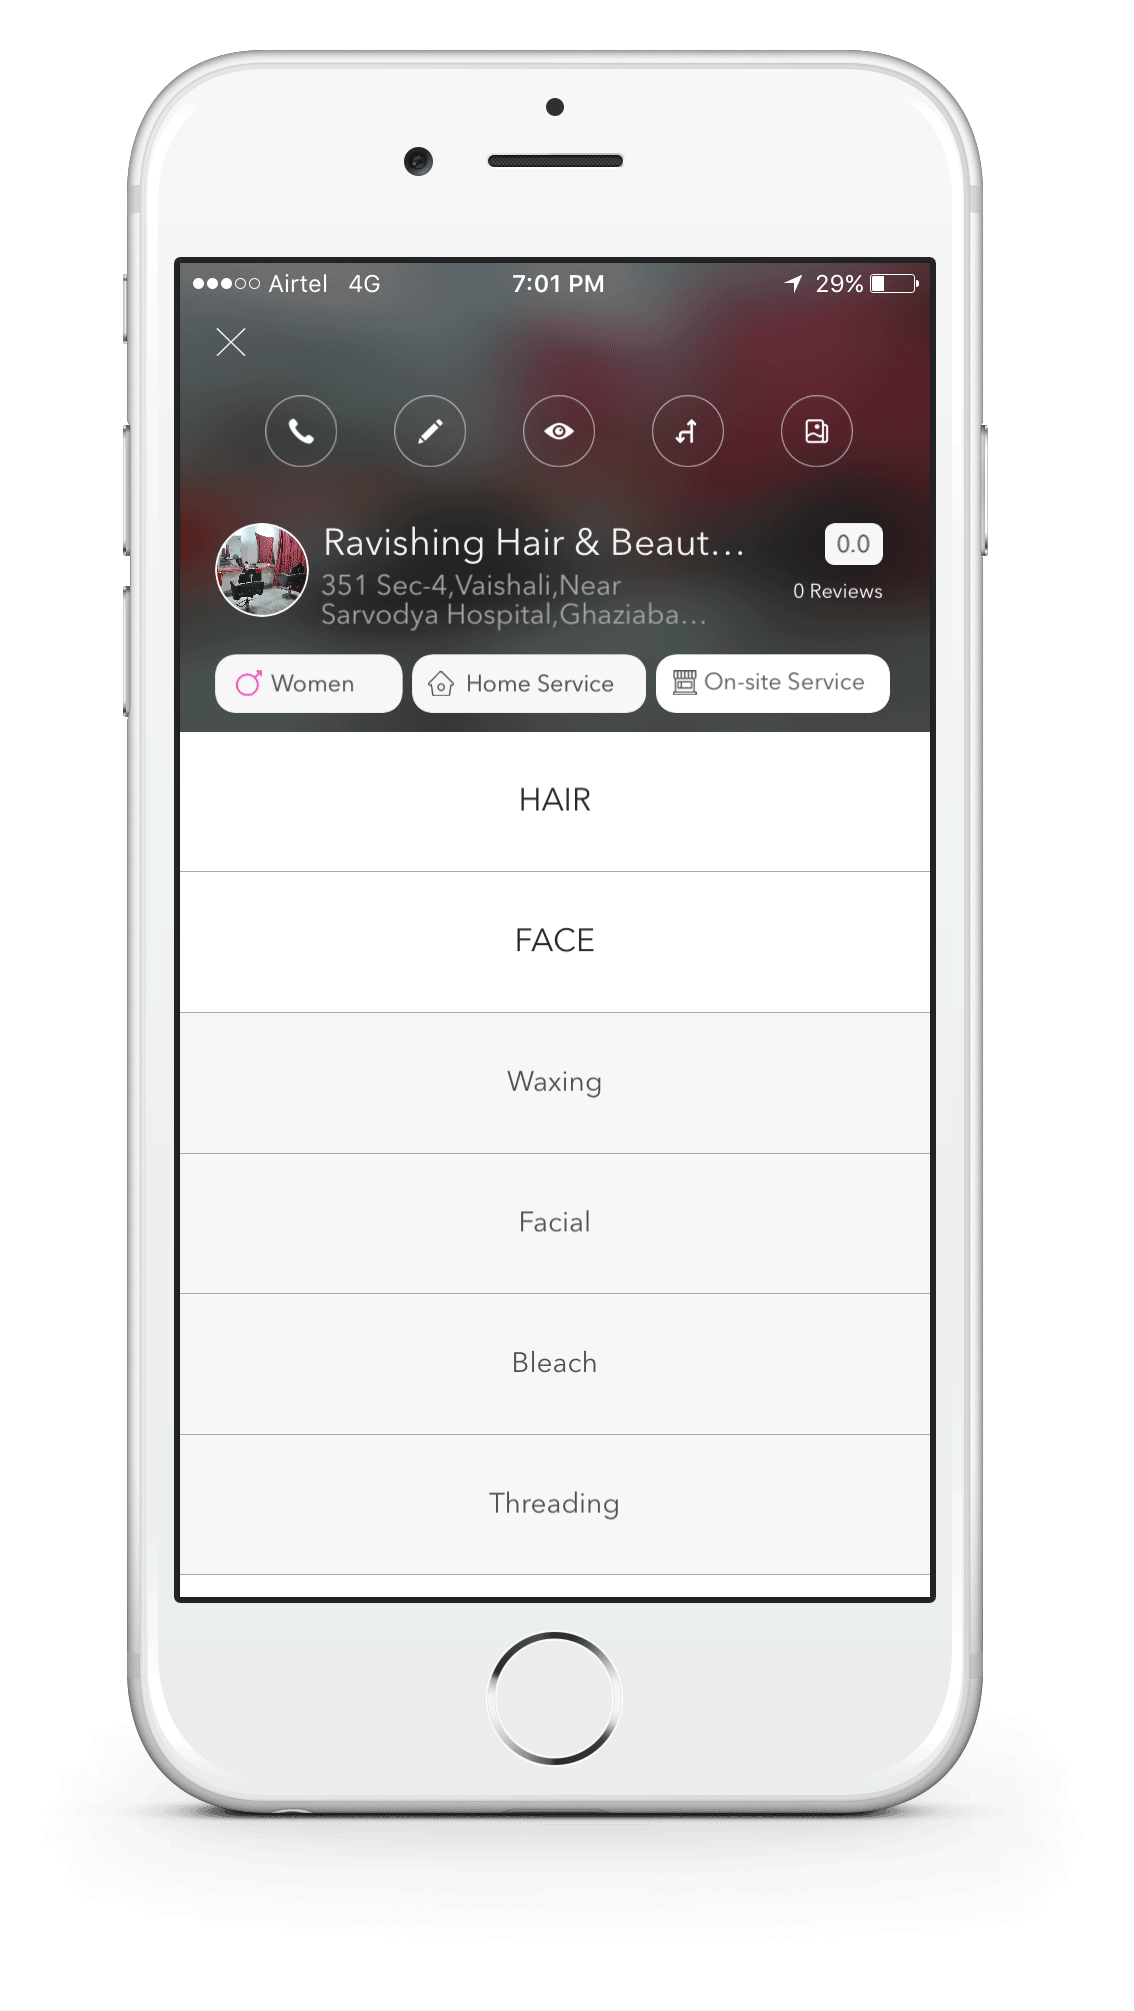 Airtel 4G 7:01 PM 29%
Ravishing Hair & Beaut... 0.0
351 Sec-4,Vaishali,Near
Sarvodya Hospital,Ghaziaba...
0 Reviews
Women Home Service On-site Service
HAIR
FACE
Waxing
Facial
Bleach
Threading